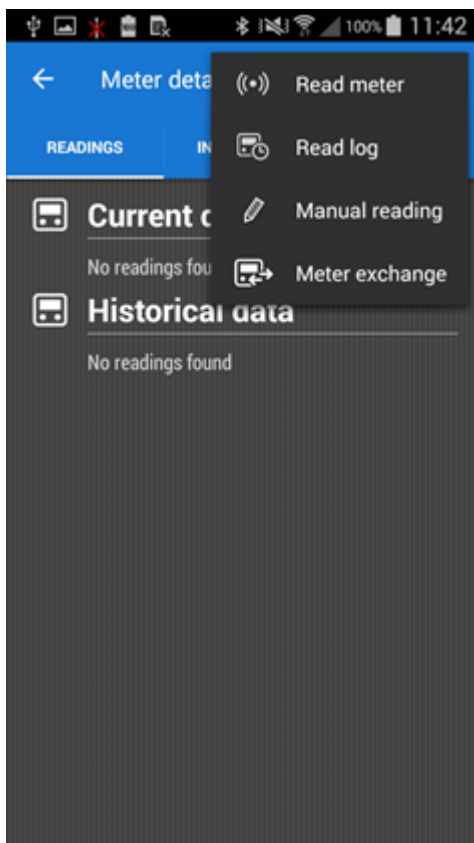 100% 11:42
Meter deta
Read meter
READINGS IN
Read log
Manual reading
Current
No readings fou
Meter exchange
Historical data
No readings found